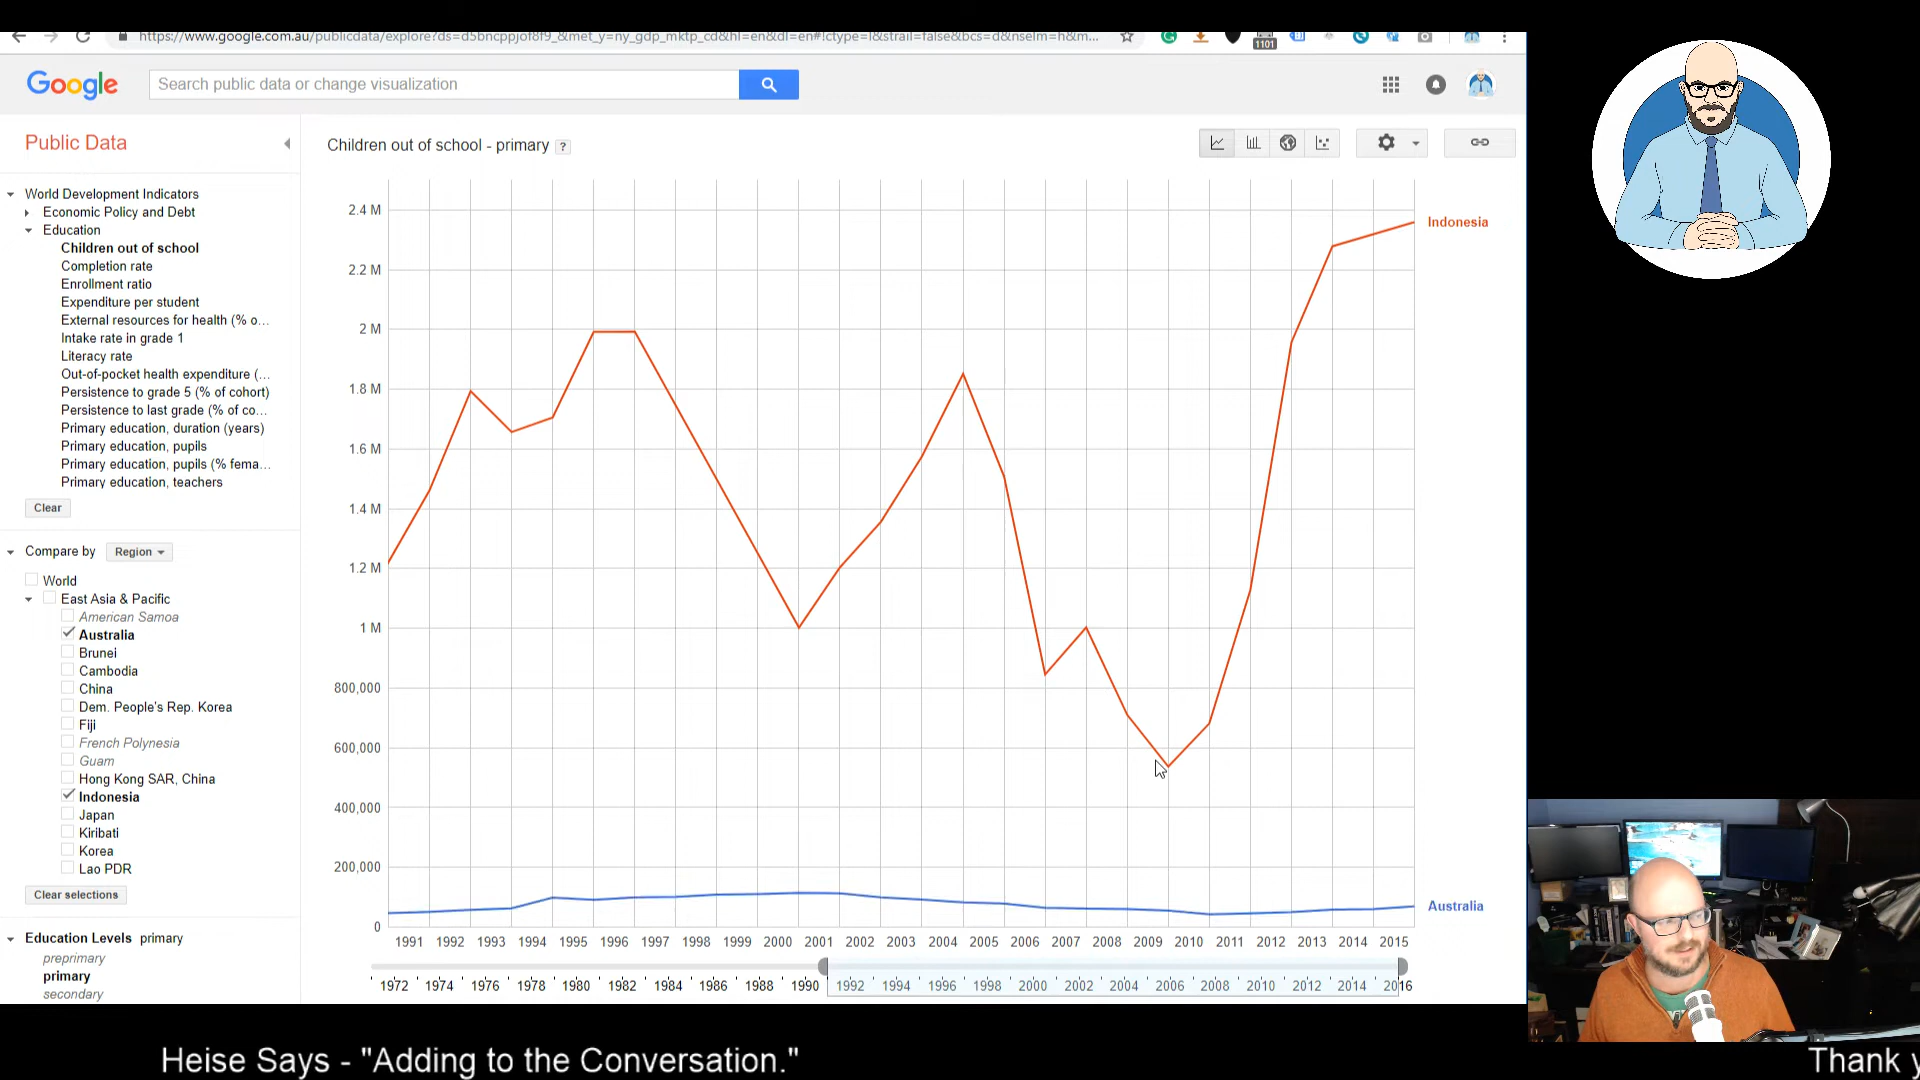 https://www.google.com.au/publicdata/explore?ds=d5bncppjof8f9_&met_y=ny_gdp_mktp_cd&hl=en&dl=en#!ctype=l&strail=false&bcs=d&nselm=h&m...
1101
Google
Search public data or change visualization
Public Data
Children out of school - primary ?
World Development Indicators
Economic Policy and Debt
Education
Children out of school
Completion rate
Enrollment ratio
Expenditure per student
External resources for health (% o...
Intake rate in grade 1
Literacy rate
Out-of-pocket health expenditure (...
Persistence to grade 5 (% of cohort)
Persistence to last grade (% of co...
Primary education, duration (years)
Primary education, pupils
Primary education, pupils (% fema...
Primary education, teachers
Clear
Compare by Region
World
East Asia & Pacific
American Samoa
Australia
Brunei
Cambodia
China
Dem. People's Rep. Korea
Fiji
French Polynesia
Guam
Hong Kong SAR, China
Indonesia
Japan
Kiribati
Korea
Lao PDR
Clear selections
Education Levels primary
preprimary
primary
secondary
2.4 M
2.2 M
2 M
1.8 M
1.6 M
1.4 M
1.2 M
1 M
800,000
600,000
400,000
200,000
0
Indonesia
Australia
1991 1992 1993 1994 1995 1996 1997 1998 1999 2000 2001 2002 2003 2004 2005 2006 2007 2008 2009 2010 2011 2012 2013 2014 2015
1972 1974 1976 1978 1980 1982 1984 1986 1988 1990 1992 1994 1996 1998 2000 2002 2004 2006 2008 2010 2012 2014 2016
Heise Says - "Adding to the Conversation." Thank y